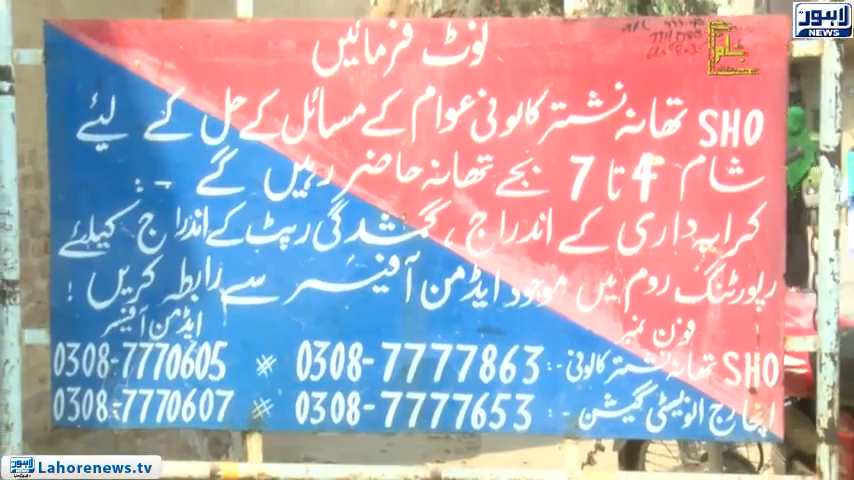 لاہور
NEWS
نوٹ فرمائیں
SHO تھانہ نشتر کالونی عوام کے مسائل کے حل کے لیئے
شام 4 تا 7 بجے تھانہ حاضر رہیں گے -:
کرایہ داری کے اندراج ، گمشدگی رپٹ کے اندراج کیلئے
رپورٹنگ روم میں موجود ایڈمن آفیسر سے رابطہ کریں !
فون نمبر ایڈمن آفیسر
SHO تھانہ نشتر کالونی -: 0308-7777863 # 0308-7770605
انچارج انویسٹی گیشن -: 0308-7777653 # 0308-7770607
لاہور NEWS Lahorenews.tv